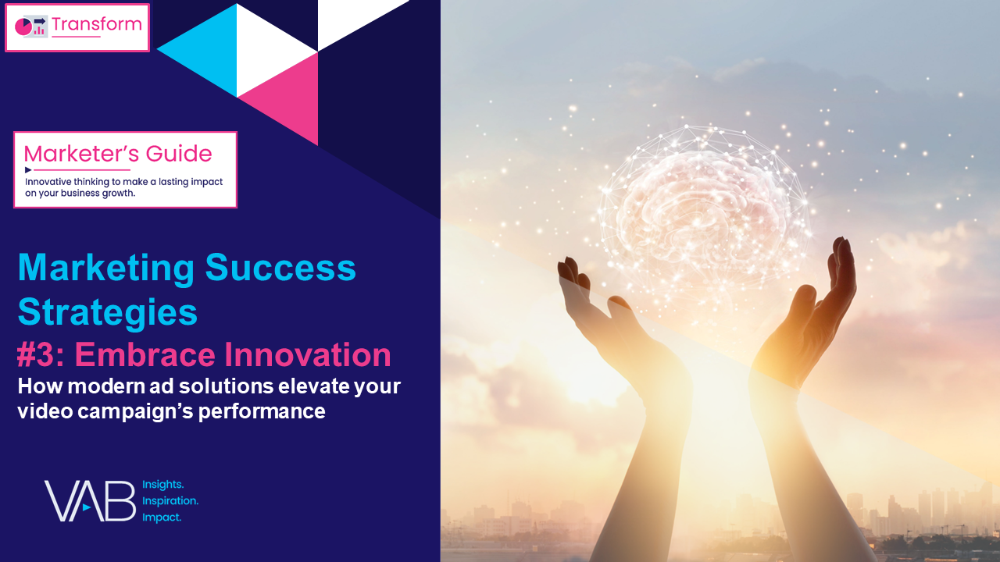 Transform
Marketer's Guide
Innovative thinking to make a lasting impact
on your business growth.
Marketing Success
Strategies
#3: Embrace Innovation
How modern ad solutions elevate your
video campaign’s performance
VAB
Insights.
Inspiration.
Impact.